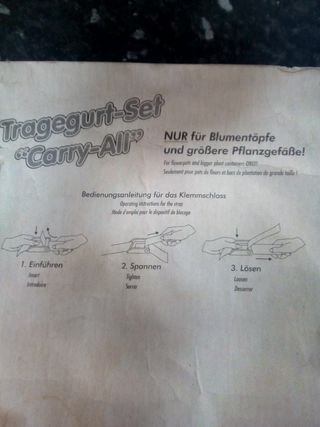 Tragegurt-Set
"Carry-All"
NUR für Blumentöpfe
und größere Pflanzgefäße!
For flowerpots and bigger plant containers ONLY!
Seulement pour pots de fleurs et bacs de plantation de grande taille!
Bedienungsanleitung für das Klemmschloss
Operating instructions for the strap
Mode d'emploi pour le dispositif de blocage
1. Einführen
Insert
Introduire
2. Spannen
Tighten
Serrer
3. Lösen
Loosen
Desserrer